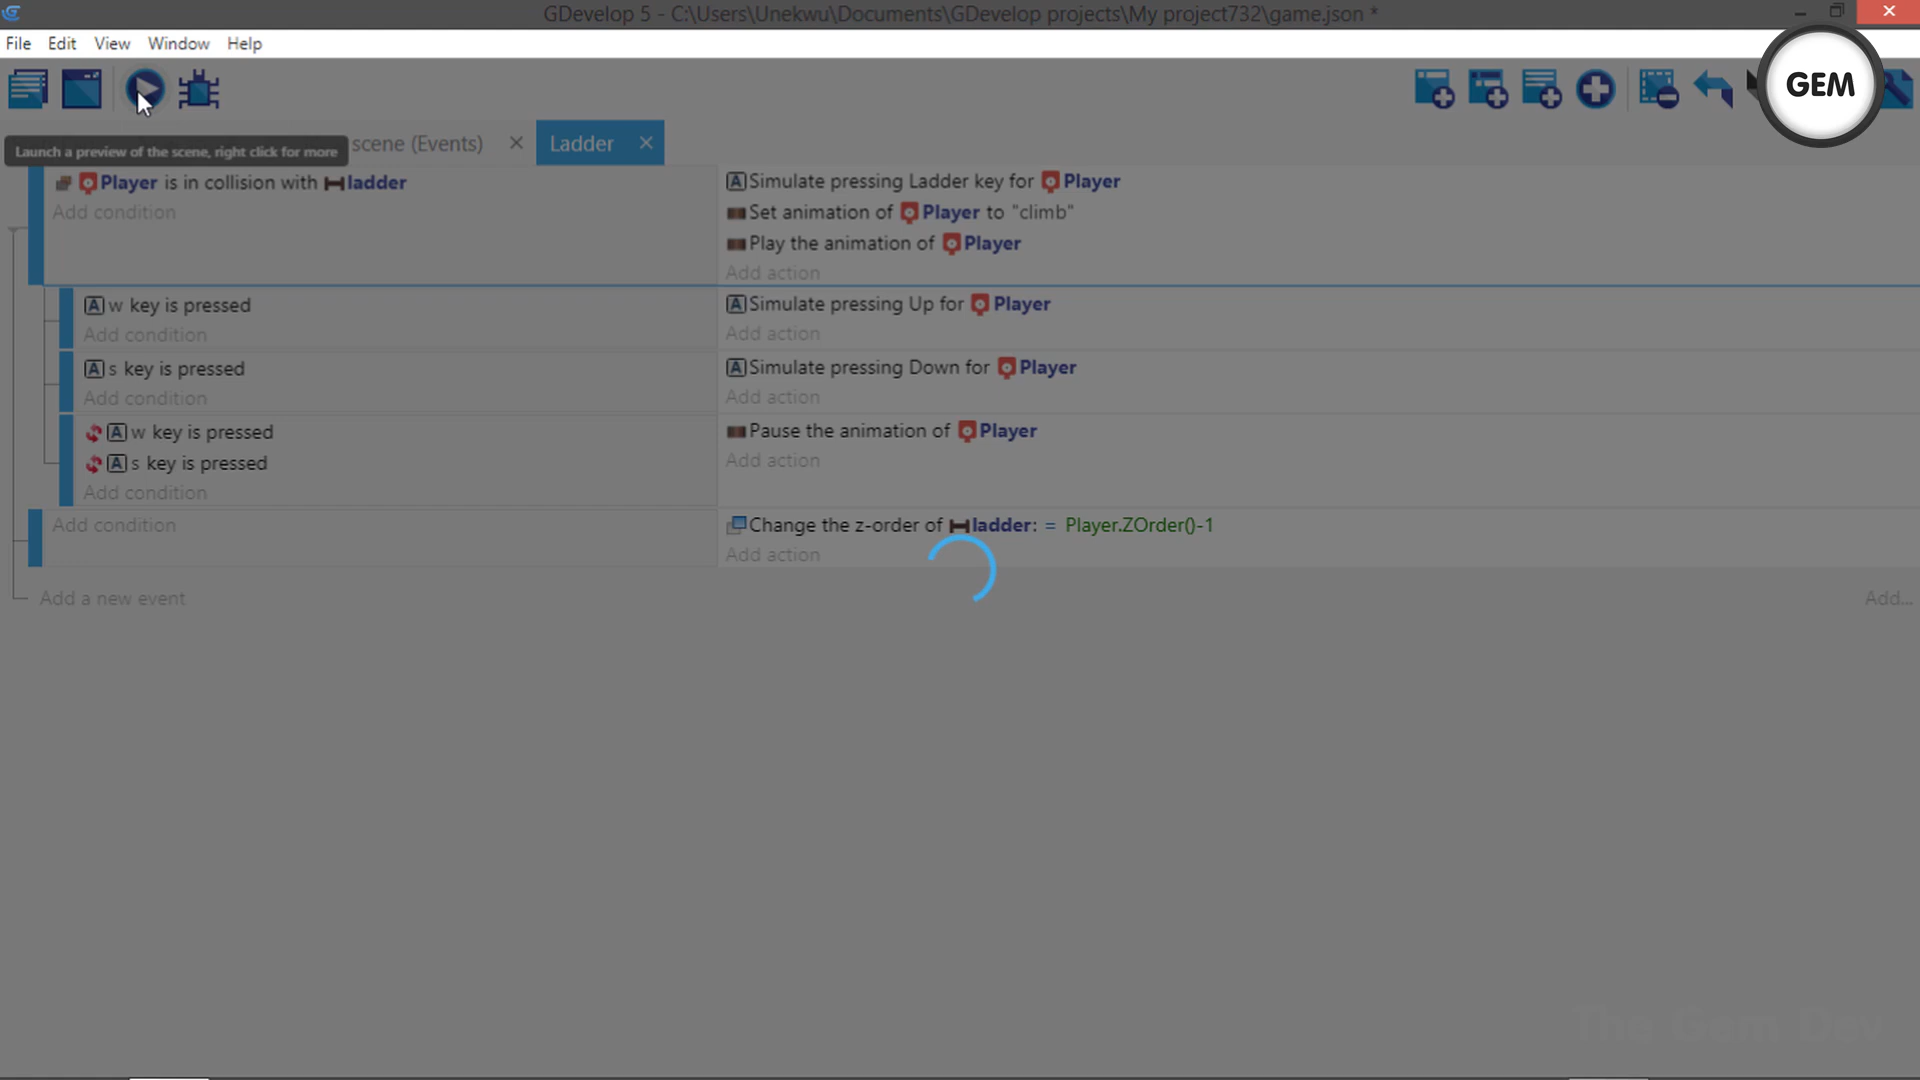 GDevelop 5 - C:\Users\Unekwu\Documents\GDevelop projects\My project732\game.json *
File Edit View Window Help
GEM
Launch a preview of the scene, right click for more
scene (Events)
Ladder
Player is in collision with ladder
Add condition
Simulate pressing Ladder key for Player
Set animation of Player to "climb"
Play the animation of Player
Add action
w key is pressed
Add condition
Simulate pressing Up for Player
Add action
s key is pressed
Add condition
Simulate pressing Down for Player
Add action
w key is pressed
s key is pressed
Add condition
Pause the animation of Player
Add action
Add condition
Change the z-order of ladder: = Player.ZOrder()-1
Add action
Add a new event
Add...
The Gem Dev